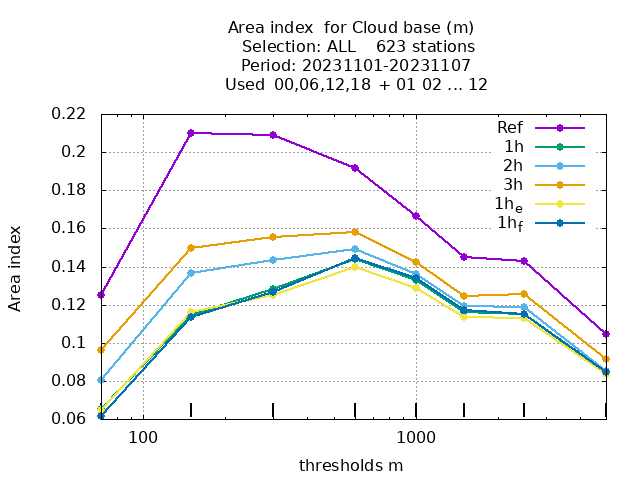 Area index  for Cloud base (m)
Selection: ALL    623 stations
Period: 20231101-20231107
Used  00,06,12,18  + 01 02 ... 12
0.22
0.2
0.18
0.16
0.14
0.12
0.1
0.08
0.06
Area index
Ref
1h
2h
3h
1he
1hf
100
1000
thresholds m